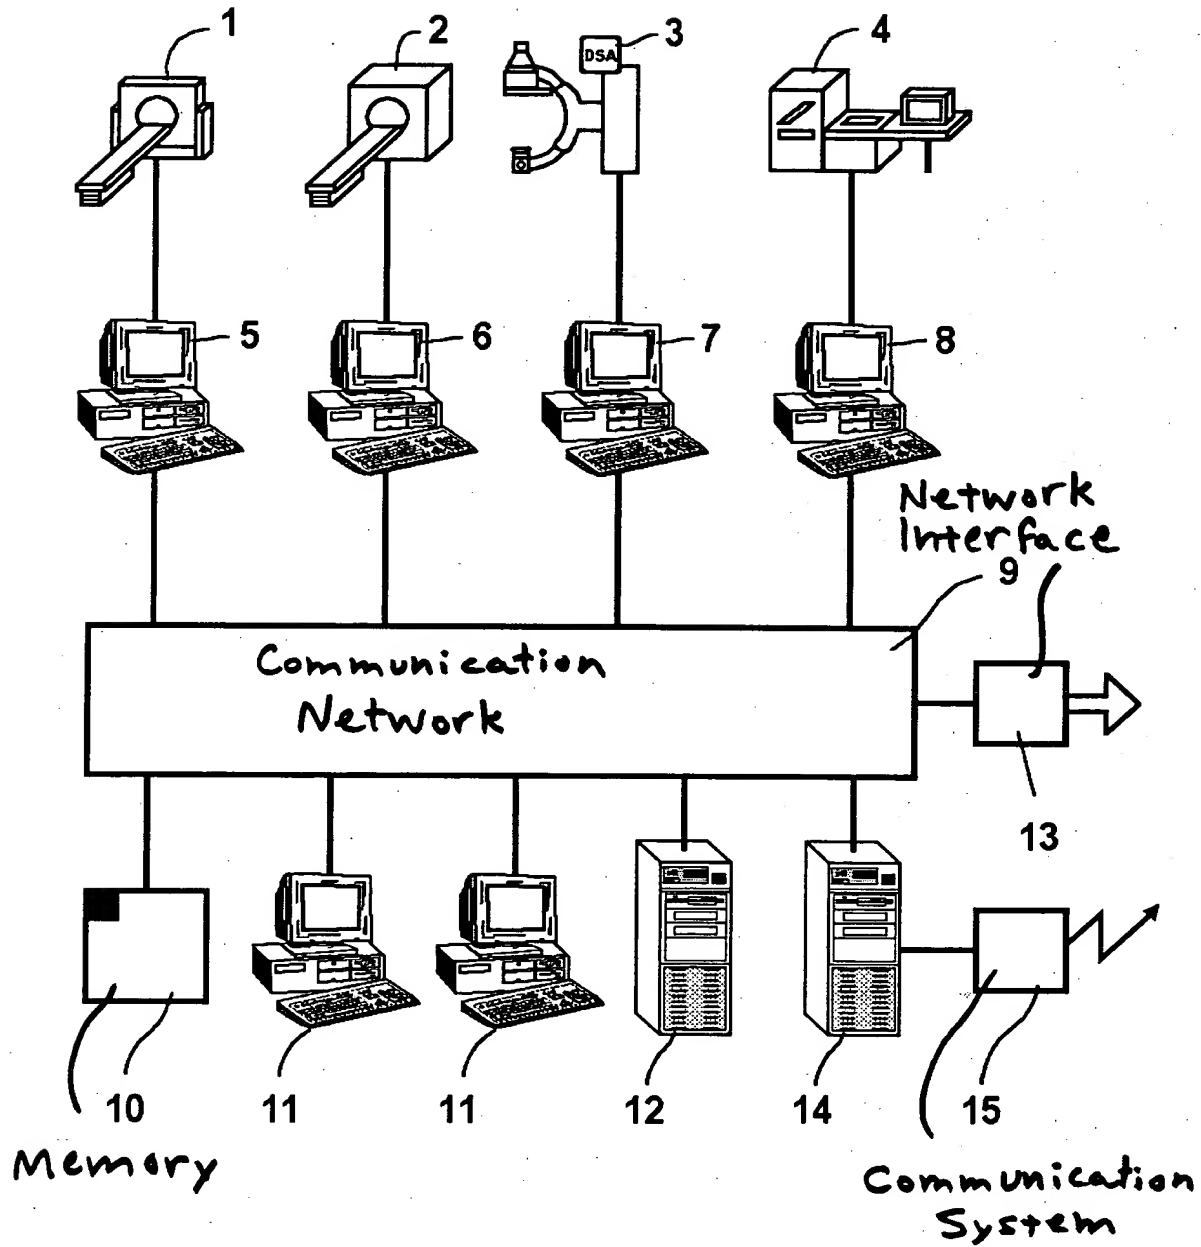 1
2
DSA
3
4
5
6
7
8
Network
Interface
9
Communication
Network
13
10
11
11
12
14
15
Memory
Communication
System